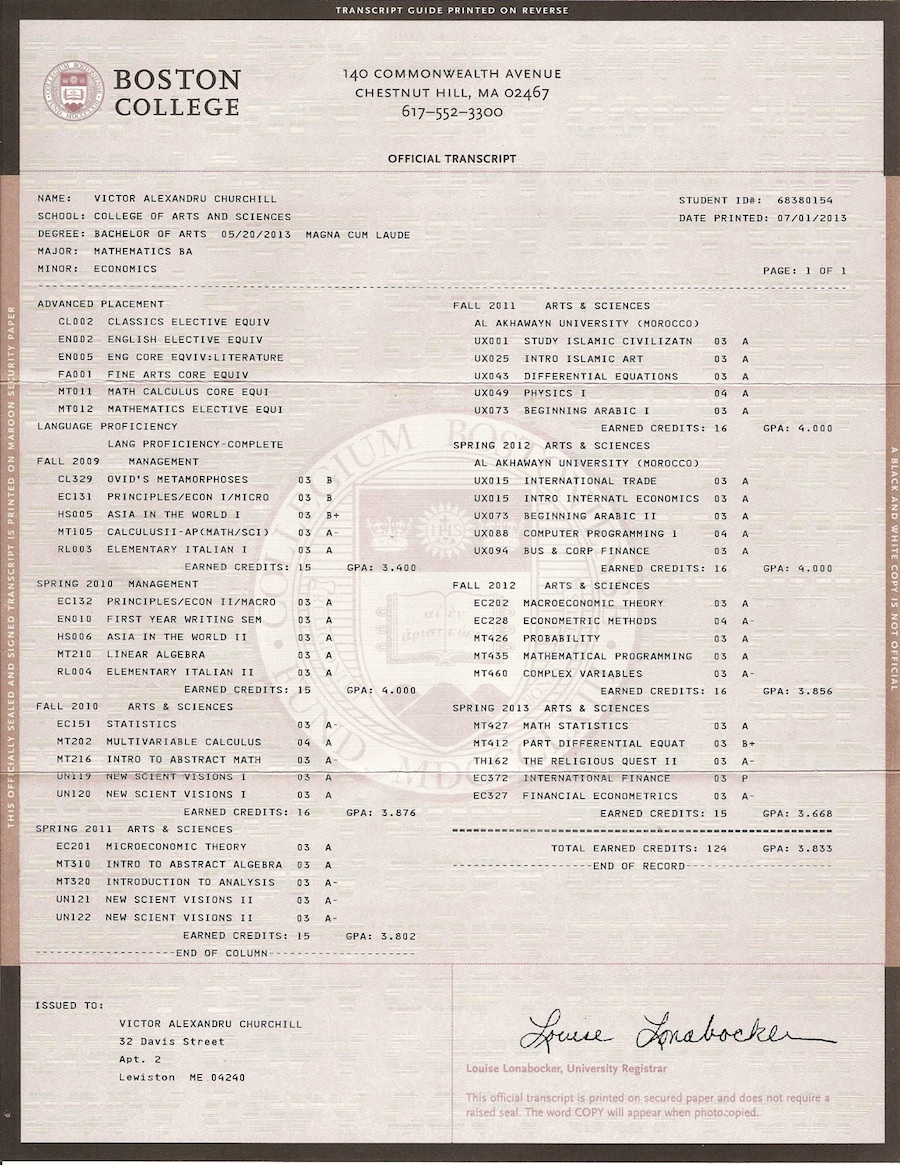 TRANSCRIPT GUIDE PRINTED ON REVERSE
BOSTON
COLLEGE
140 COMMONWEALTH AVENUE
CHESTNUT HILL, MA 02467
617-552-3300
OFFICIAL TRANSCRIPT
NAME: VICTOR ALEXANDRU CHURCHILL
SCHOOL: COLLEGE OF ARTS AND SCIENCES
DEGREE: BACHELOR OF ARTS 05/20/2013 MAGNA CUM LAUDE
MAJOR: MATHEMATICS BA
MINOR: ECONOMICS
STUDENT ID#: 68380154
DATE PRINTED: 07/01/2013
PAGE: 1 OF 1
ADVANCED PLACEMENT
CL002 CLASSICS ELECTIVE EQUIV
EN002 ENGLISH ELECTIVE EQUIV
EN005 ENG CORE EQVIV:LITERATURE
FA001 FINE ARTS CORE EQUIV
MT011 MATH CALCULUS CORE EQUI
MT012 MATHEMATICS ELECTIVE EQUI
LANGUAGE PROFICIENCY
LANG PROFICIENCY-COMPLETE
FALL 2009 MANAGEMENT
CL329 OVID'S METAMORPHOSES 03 B
EC131 PRINCIPLES/ECON I/MICRO 03 B
HS005 ASIA IN THE WORLD I 03 B+
MT105 CALCULUSII-AP(MATH/SCI) 03 A-
RL003 ELEMENTARY ITALIAN I 03 A
EARNED CREDITS: 15 GPA: 3.400
SPRING 2010 MANAGEMENT
EC132 PRINCIPLES/ECON II/MACRO 03 A
EN010 FIRST YEAR WRITING SEM 03 A
HS006 ASIA IN THE WORLD II 03 A
MT210 LINEAR ALGEBRA 03 A
RL004 ELEMENTARY ITALIAN II 03 A
EARNED CREDITS: 15 GPA: 4.000
FALL 2010 ARTS & SCIENCES
EC151 STATISTICS 03 A-
MT202 MULTIVARIABLE CALCULUS 04 A
MT216 INTRO TO ABSTRACT MATH 03 A-
UN119 NEW SCIENT VISIONS I 03 A
UN120 NEW SCIENT VISIONS I 03 A
EARNED CREDITS: 16 GPA: 3.876
SPRING 2011 ARTS & SCIENCES
EC201 MICROECONOMIC THEORY 03 A
MT310 INTRO TO ABSTRACT ALGEBRA 03 A
MT320 INTRODUCTION TO ANALYSIS 03 A-
UN121 NEW SCIENT VISIONS II 03 A-
UN122 NEW SCIENT VISIONS II 03 A-
EARNED CREDITS: 15 GPA: 3.802
END OF COLUMN
FALL 2011 ARTS & SCIENCES
AL AKHAWAYN UNIVERSITY (MOROCCO)
UX001 STUDY ISLAMIC CIVILIZATN 03 A
UX025 INTRO ISLAMIC ART 03 A
UX043 DIFFERENTIAL EQUATIONS 03 A
UX049 PHYSICS I 04 A
UX073 BEGINNING ARABIC I 03 A
EARNED CREDITS: 16 GPA: 4.000
SPRING 2012 ARTS & SCIENCES
AL AKHAWAYN UNIVERSITY (MOROCCO)
UX015 INTERNATIONAL TRADE 03 A
UX015 INTRO INTERNATL ECONOMICS 03 A
UX073 BEGINNING ARABIC II 03 A
UX088 COMPUTER PROGRAMMING 1 04 A
UX094 BUS & CORP FINANCE 03 A
EARNED CREDITS: 16 GPA: 4.000
FALL 2012 ARTS & SCIENCES
EC202 MACROECONOMIC THEORY 03 A
EC228 ECONOMETRIC METHODS 04 A-
MT426 PROBABILITY 03 A
MT435 MATHEMATICAL PROGRAMMING 03 A
MT460 COMPLEX VARIABLES 03 A-
EARNED CREDITS: 16 GPA: 3.856
SPRING 2013 ARTS & SCIENCES
MT427 MATH STATISTICS 03 A
MT412 PART DIFFERENTIAL EQUAT 03 B+
TH162 THE RELIGIOUS QUEST II 03 A-
EC372 INTERNATIONAL FINANCE 03 P
EC327 FINANCIAL ECONOMETRICS 03 A-
EARNED CREDITS: 15 GPA: 3.668
TOTAL EARNED CREDITS: 124 GPA: 3.833
END OF RECORD
THIS OFFICIALLY SEALED AND SIGNED TRANSCRIPT IS PRINTED ON MAROON SECURITY PAPER
A BLACK AND WHITE COPY IS NOT OFFICIAL
ISSUED TO:
VICTOR ALEXANDRU CHURCHILL
32 Davis Street
Apt. 2
Lewiston ME 04240
Louise Lonabocker
Louise Lonabocker, University Registrar
This official transcript is printed on secured paper and does not require a
raised seal. The word COPY will appear when photocopied.